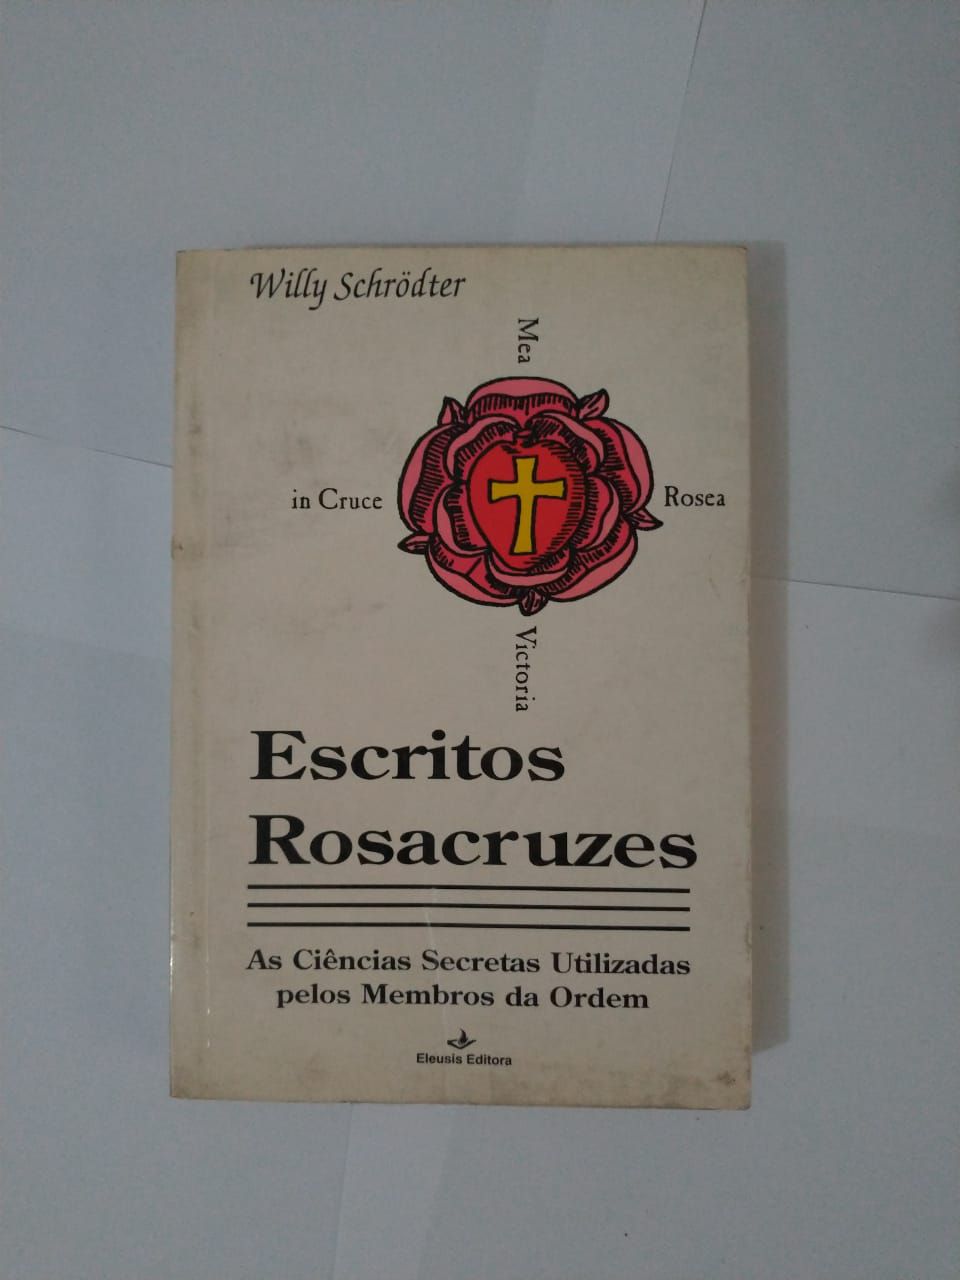 Willy Schrödter
Mea
in Cruce
Rosea
Victoria
Escritos
Rosacruzes
As Ciências Secretas Utilizadas
pelos Membros da Ordem
Eleusis Editora